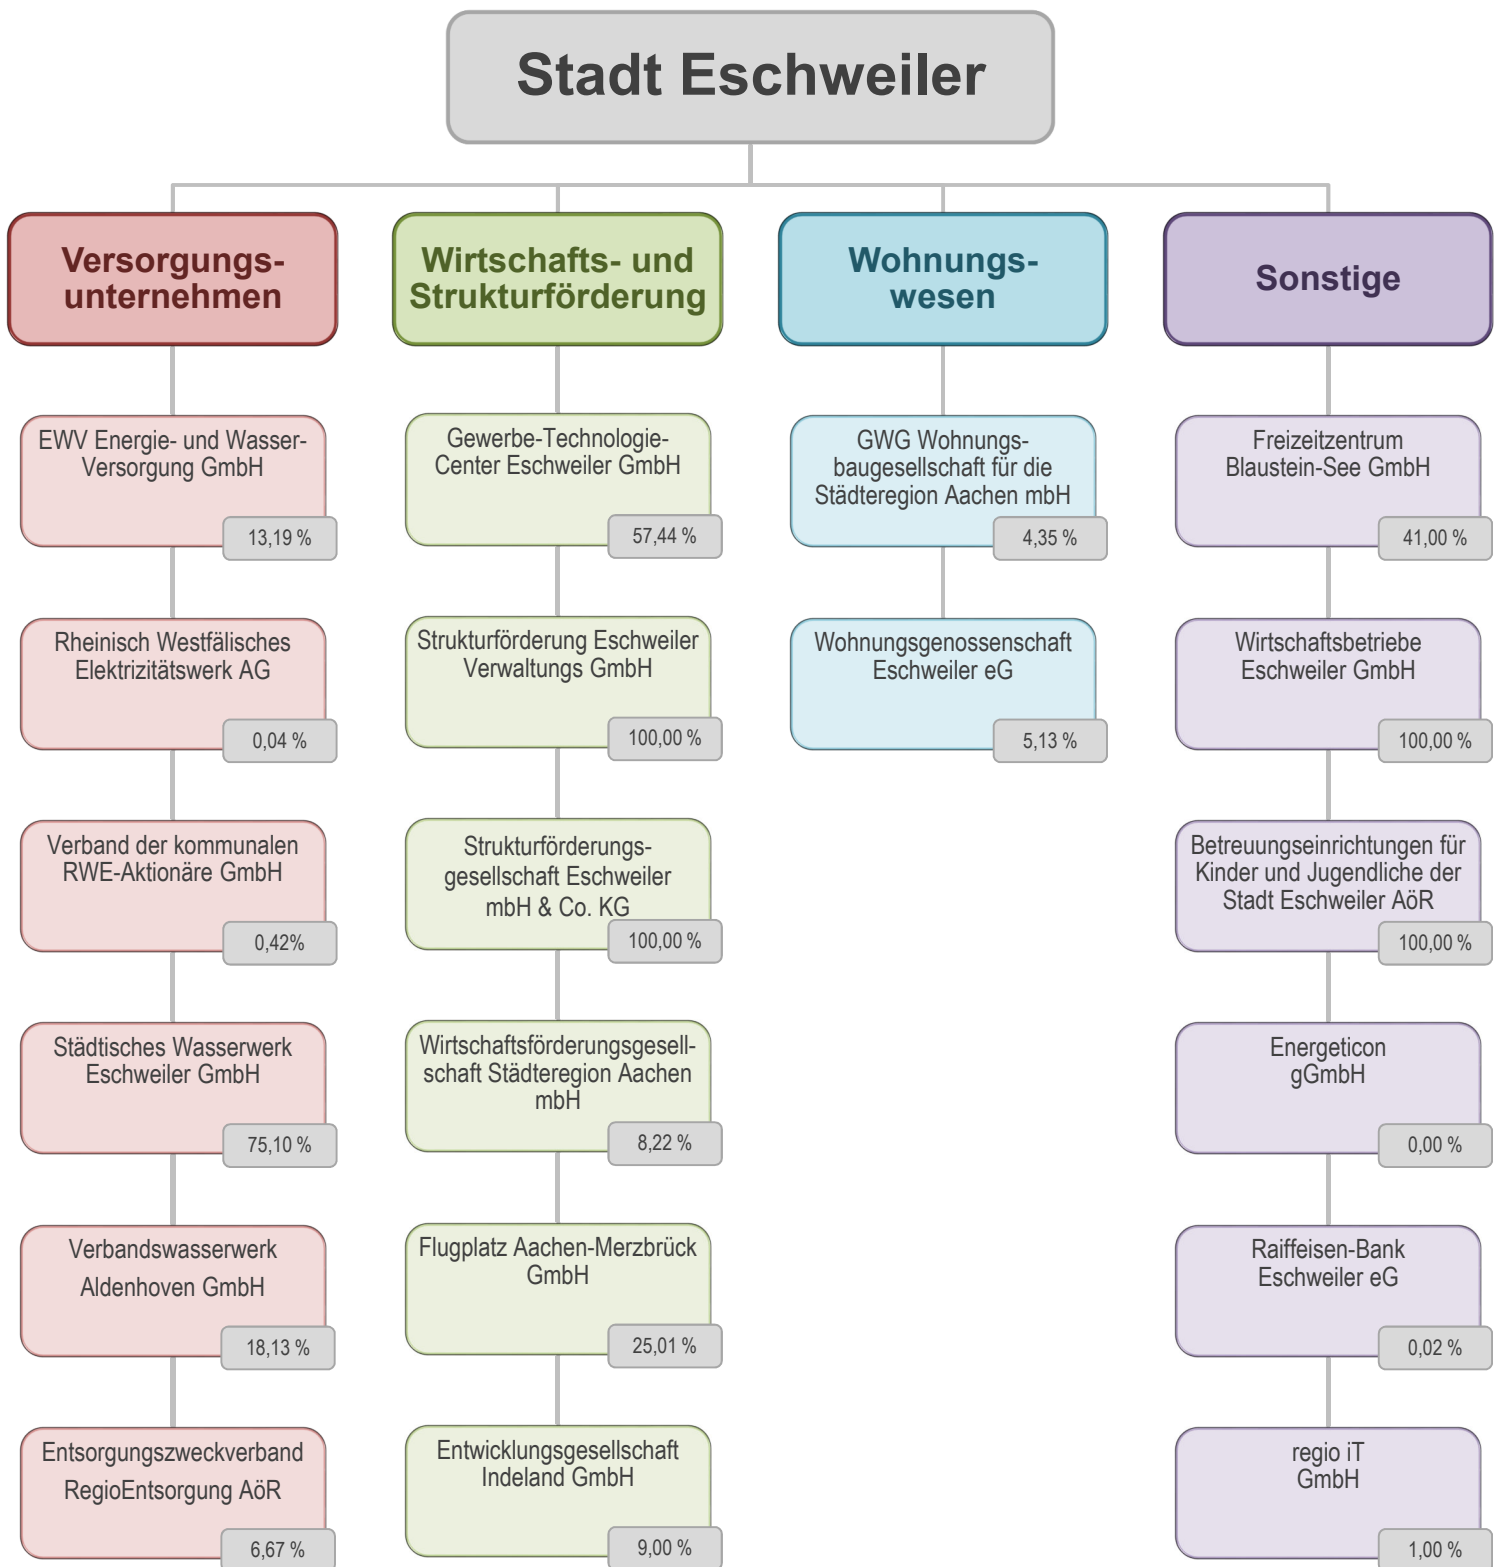 Stadt Eschweiler
Versorgungs-
unternehmen
EWV Energie- und Wasser-
Versorgung GmbH
13,19 %
Rheinisch Westfälisches
Elektrizitätswerk AG
0,04 %
Verband der kommunalen
RWE-Aktionäre GmbH
0,42%
Städtisches Wasserwerk
Eschweiler GmbH
75,10 %
Verbandswasserwerk
Aldenhoven GmbH
18,13 %
Entsorgungszweckverband
RegioEntsorgung AöR
6,67 %
Wirtschafts- und
Strukturförderung
Gewerbe-Technologie-
Center Eschweiler GmbH
57,44 %
Strukturförderung Eschweiler
Verwaltungs GmbH
100,00 %
Strukturförderungs-
gesellschaft Eschweiler
mbH & Co. KG
100,00 %
Wirtschaftsförderungsgesell-
schaft Städteregion Aachen
mbH
8,22 %
Flugplatz Aachen-Merzbrück
GmbH
25,01 %
Entwicklungsgesellschaft
Indeland GmbH
9,00 %
Wohnungs-
wesen
GWG Wohnungs-
baugesellschaft für die
Städteregion Aachen mbH
4,35 %
Wohnungsgenossenschaft
Eschweiler eG
5,13 %
Sonstige
Freizeitzentrum
Blaustein-See GmbH
41,00 %
Wirtschaftsbetriebe
Eschweiler GmbH
100,00 %
Betreuungseinrichtungen für
Kinder und Jugendliche der
Stadt Eschweiler AöR
100,00 %
Energeticon
gGmbH
0,00 %
Raiffeisen-Bank
Eschweiler eG
0,02 %
regio iT
GmbH
1,00 %